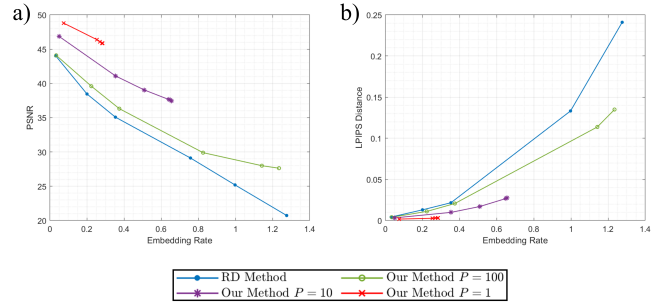 a)
b)
50
45
40
35
30
25
20
PSNR
0
0.2
0.4
0.6
0.8
1
1.2
1.4
Embedding Rate
0.25
0.2
0.15
0.1
0.05
0
LPIPS Distance
0
0.2
0.4
0.6
0.8
1
1.2
1.4
Embedding Rate
RD Method
Our Method P = 100
Our Method P = 10
Our Method P = 1